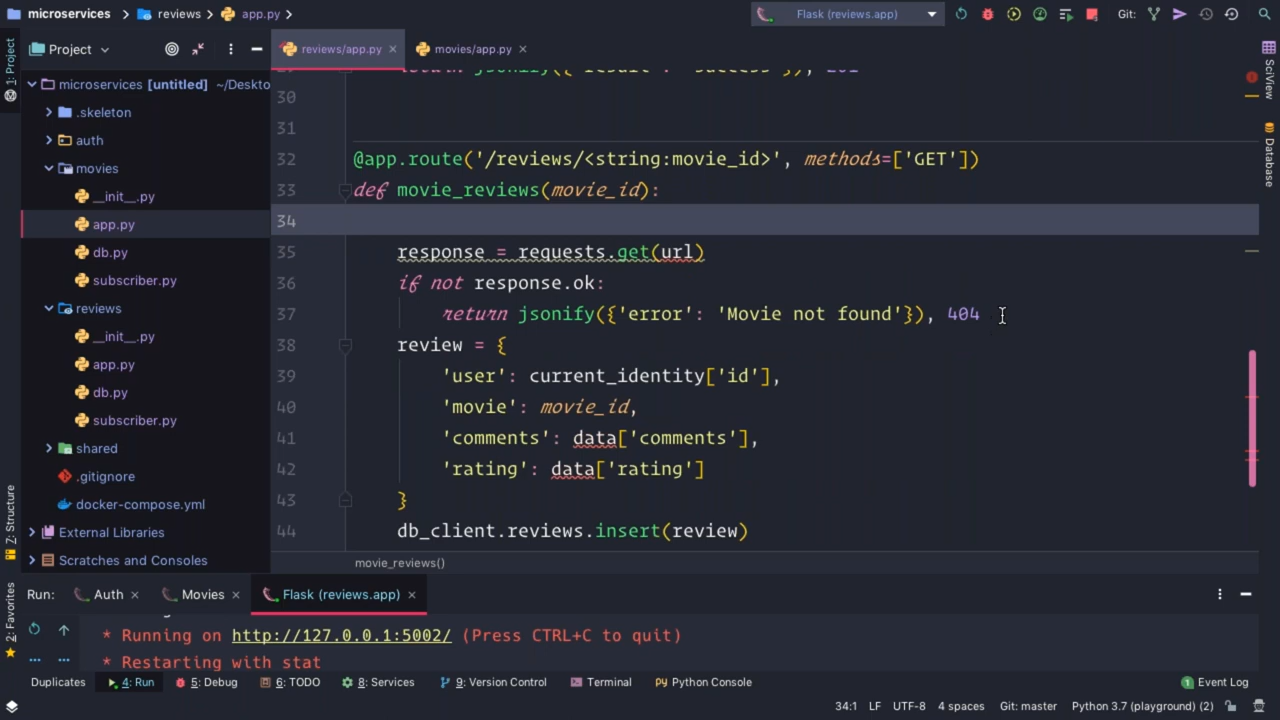 microservices reviews app.py Flask (reviews.app) Git:
Project reviews/app.py movies/app.py
1: Project
microservices [untitled] ~/Deskto
.skeleton
auth
movies
__init__.py
app.py
db.py
subscriber.py
reviews
__init__.py
app.py
db.py
subscriber.py
shared
.gitignore
docker-compose.yml
External Libraries
Scratches and Consoles
Z: Structure
2: Favorites
30
31
32 @app.route('/reviews/<string:movie_id>', methods=['GET'])
33 def movie_reviews(movie_id):
34
35 response = requests.get(url)
36 if not response.ok:
37 return jsonify({'error': 'Movie not found'}), 404
38 review = {
39 'user': current_identity['id'],
40 'movie': movie_id,
41 'comments': data['comments'],
42 'rating': data['rating']
43 }
44 db_client.reviews.insert(review)
movie_reviews()
SciView
Database
Run: Auth Movies Flask (reviews.app)
* Running on http://127.0.0.1:5002/ (Press CTRL+C to quit)
* Restarting with stat
Duplicates 4: Run 5: Debug 6: TODO 8: Services 9: Version Control Terminal Python Console 1 Event Log
34:1 LF UTF-8 4 spaces Git: master Python 3.7 (playground) (2)